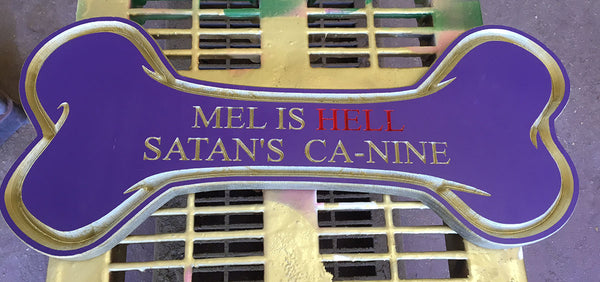 MEL IS HELL
SATAN'S CA-NINE